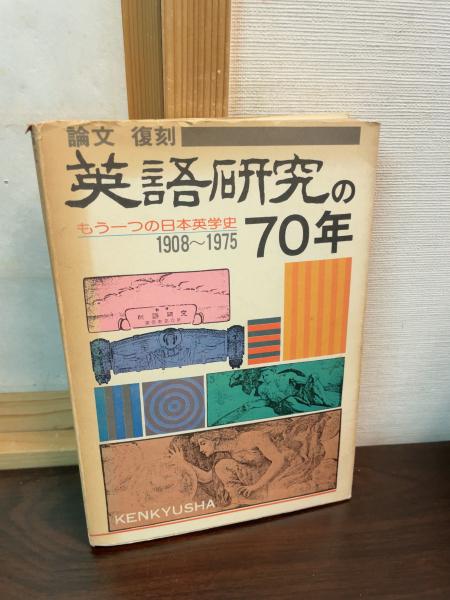 論文 復刻
英語研究の
70年
もう一つの日本英学史
1908〜1975
KENKYUSHA